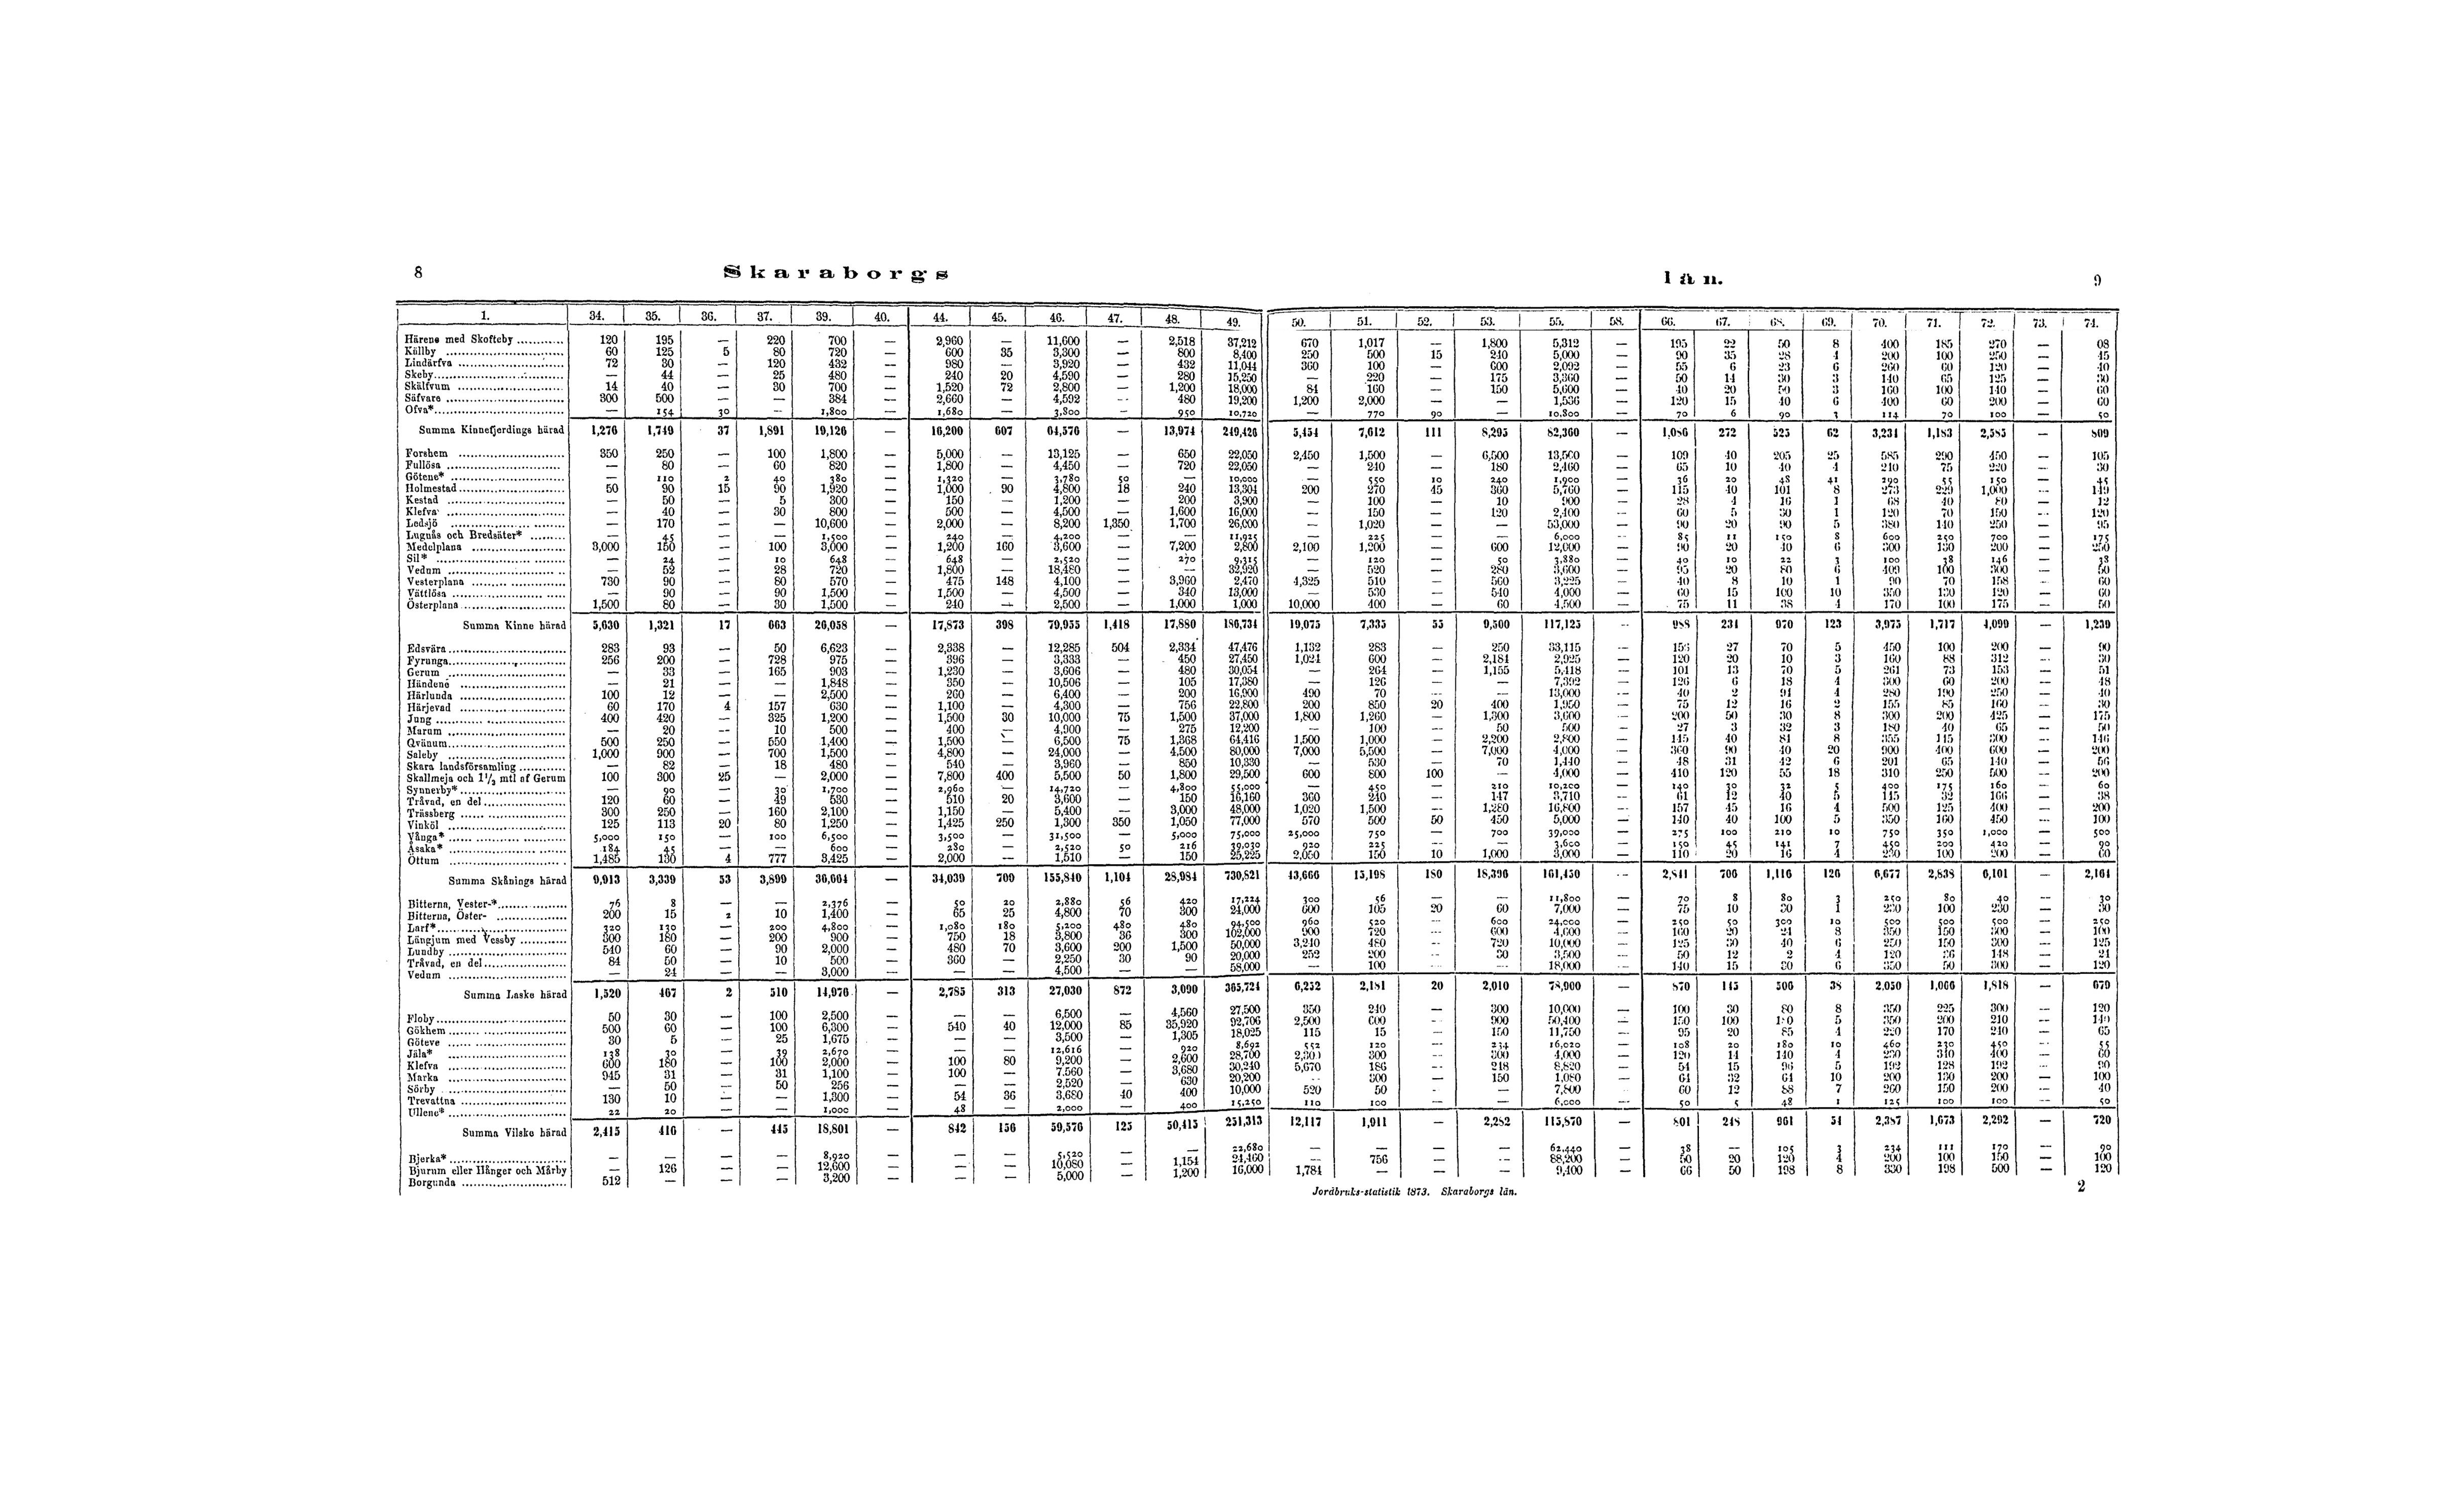 8 Skaraborgs län. 9
1. 34. 35. 36. 37. 39. 40. 44. 45. 46. 47. 48. 49. 50. 51. 52. 53. 55. 58. 66. 67. 68. 69. 70. 71. 72. 73. 74.
Härene med Skofteby 120 195 — 220 700 — 2,960 — 11,600 — 2,518 37,212 670 1,017 — 1,800 5,312 — 195 22 50 8 400 185 270 —
Källby 60 125 5 80 720 — 600 35 3,300 — 800 8,400 250 500 15 240 5,000 — 90 35 28 4 200 100 250 — 45
Lindärfva 72 30 — 120 432 — 980 — 3,920 — 432 11,044 360 100 — 600 2,092 — 55 6 23 6 260 60 120 — 40
Skeby — 44 — 25 480 — 240 20 4,590 — 280 15,250 — 220 — 175 3,360 — 50 14 30 3 140 65 125 — 30
Skälfvum 14 40 — 30 700 — 1,520 72 2,800 — 1,200 18,000 84 160 — 150 5,600 — 40 20 50 3 160 100 140 — 60
Säfvare 300 500 — — 384 — 2,660 — 4,592 — 480 19,200 1,200 2,000 — — 1,536 — 120 15 40 6 400 60 200 — 60
Ofva* — 154 30 — 1,800 — 1,680 — 3,800 — 950 10,720 — 770 90 — 10,800 — 70 6 90 3 114 70 100 — 50
Summa Kinnefjerdings härad 1,276 1,749 37 1,891 19,126 — 16,200 607 64,576 — 13,974 249,426 5,454 7,612 111 8,295 82,360 — 1,086 272 525 62 3,231 1,183 2,585 — 809
Forshem 350 250 — 100 1,800 — 5,000 — 13,125 — 650 22,050 2,450 1,500 — 6,500 13,500 — 109 40 205 25 585 290 450 — 105
Fullösa — 80 — 60 820 — 1,800 — 4,450 — 720 22,050 — 240 — 180 2,460 — 65 10 40 4 210 75 220 — 30
Götene* — 110 2 40 380 — 1,320 — 3,780 50 — 10,000 — 550 10 240 1,900 — 36 20 48 41 290 55 150 — 45
Holmestad 50 90 15 90 1,920 — 1,000 90 4,800 18 240 13,304 200 270 45 360 5,760 — 115 40 101 8 273 229 1,000 — 149
Kestad — 50 — 5 300 — 150 — 1,200 — 200 3,900 — 100 — 10 900 — 28 4 16 1 68 40 80 — 12
Klefva — 40 — 30 800 — 500 — 4,500 — 1,600 16,000 — 150 — 120 2,400 — 60 5 30 1 120 70 150 — 120
Ledsjö — 170 — — 10,600 — 2,000 — 8,200 1,350 1,700 26,000 — 1,020 — — 53,000 — 90 20 90 5 380 140 250 — 95
Lugnås och Bredsäter* — 45 — — 1,500 — 240 — 4,200 — — 11,925 — 225 — — 6,000 — 85 11 150 8 600 250 700 — 175
Medelplana 3,000 150 — 100 3,000 — 1,200 160 3,600 — 7,200 2,800 2,100 1,200 — 600 12,000 — 90 20 40 6 300 130 200 — 250
Sil* — 24 — 10 648 — 648 — 2,520 — 270 9,315 — 120 — 50 3,880 — 40 10 22 3 100 38 146 — 38
Vedum — 52 — 28 720 — 1,800 — 18,480 — — 32,920 — 520 — 280 3,600 — 95 20 80 6 409 100 300 — 50
Vesterplana 730 90 — 80 570 — 475 148 4,100 — 3,960 2,470 4,325 510 — 560 3,225 — 40 8 10 1 90 70 158 — 60
Vättlösa — 90 — 90 1,500 — 1,500 — 4,500 — 340 13,000 — 530 — 540 4,000 — 60 15 100 10 350 130 120 — 60
Österplana 1,500 80 — 30 1,500 — 240 — 2,500 — 1,000 1,000 10,000 400 — 60 4,500 — 75 11 38 4 170 100 175 — 50
Summa Kinne härad 5,630 1,321 17 663 26,058 — 17,873 398 79,955 1,418 17,880 186,734 19,075 7,335 55 9,500 117,125 — 988 234 970 123 3,975 1,717 4,099 — 1,239
Edsvära 283 93 — 50 6,623 — 2,338 — 12,285 504 2,334 47,476 1,132 283 — 250 33,115 — 27 70 5 450 100 200 — 90
Fyrunga 256 200 — 728 975 — 396 — 3,333 — 450 27,450 1,024 600 — 2,184 2,925 — 120 20 10 3 160 88 312 — 30
Gerum — 33 — 165 903 — 1,230 — 3,606 — 480 30,054 — 264 — 1,155 5,418 — 101 13 70 5 261 73 153 — 51
Händene — 21 — — 1,848 — 350 — 10,506 — 105 17,380 — 126 — — 7,392 — 126 6 18 4 300 60 200 — 48
Härlunda 100 12 — — 2,500 — 260 — 6,400 — 200 16,900 490 70 — — 13,000 — 40 2 91 4 280 190 250 — 40
Härjevad 60 170 4 157 630 — 1,100 — 4,300 — 756 22,800 200 850 20 400 1,950 — 75 12 16 2 155 85 160 — 30
Jung 400 420 — 325 1,200 — 1,500 30 10,000 75 1,500 37,000 1,800 1,260 — 1,300 3,600 — 200 50 30 8 300 200 425 — 175
Marum — 20 — 10 500 — 400 — 4,900 — 275 12,200 — 100 — 50 500 — 27 3 32 3 180 40 65 — 50
Qvänum 500 250 — 550 1,400 — 1,500 — 6,500 75 1,368 64,416 1,500 1,000 — 2,200 2,800 — 145 40 81 8 355 115 300 — 146
Saleby 1,000 900 — 700 1,500 — 4,800 — 24,000 — 4,500 80,000 7,000 5,500 — 7,000 4,000 — 360 90 40 20 900 400 600 — 200
Skara landsförsamling — 82 — 18 480 — 540 — 3,960 — 850 10,330 — 530 — 70 1,440 — 48 31 42 6 201 65 140 — 56
Skallmeja och 1 1/2 mtl af Gerum 100 300 25 — 2,000 — 7,800 400 5,500 50 1,800 29,500 600 800 100 — 4,000 — 410 120 55 18 310 250 500 — 200
Synnerby* — 90 — 30 1,700 — 2,960 — 14,720 — 4,800 55,000 — 450 — 210 10,200 — 140 30 32 5 400 175 160 — 60
Tråvad, en del 120 60 — 49 530 — 510 20 3,600 — 150 16,160 360 240 — 147 3,710 — 61 12 40 5 115 32 166 — 38
Trässberg 300 250 — 160 2,100 — 1,150 — 5,400 — 3,000 48,000 1,020 1,500 — 1,280 16,800 — 157 45 16 4 500 125 400 — 200
Vinköl 125 113 20 80 1,250 — 1,425 250 1,300 350 1,050 77,000 570 500 50 450 5,000 — 140 40 100 5 350 160 450 — 100
Vånga* 5,000 150 — 100 6,500 — 3,500 — 31,500 — 5,000 75,000 25,000 750 — 700 39,000 — 275 100 210 10 750 350 1,000 — 500
Åsaka* 184 45 — — 600 — 280 — 2,520 50 216 39,030 920 225 — — 3,600 — 150 45 141 7 450 200 420 — 90
Öttum 1,485 130 4 777 3,425 — 2,000 — 1,510 — 150 25,225 2,050 150 10 1,000 3,000 — 110 20 16 4 230 100 200 — 60
Summa Skånings härad 9,913 3,339 53 3,899 36,664 — 34,039 700 155,840 1,104 28,984 730,821 43,666 15,198 180 18,396 161,450 — 2,811 706 1,116 126 6,677 2,838 6,101 — 2,164
Bitterna, Vester-* 76 8 — — 2,376 — 50 20 2,880 56 420 17,224 300 56 — — 11,800 — 70 8 80 3 250 80 40 — 30
Bitterna, Öster- 200 15 2 10 1,400 — 65 25 4,800 70 300 24,000 600 105 20 60 7,000 — 75 10 30 1 230 100 230 — 30
Larf* 320 130 — 200 4,800 — 1,080 180 5,200 480 480 94,500 960 520 — 600 24,000 — 250 50 300 10 500 500 500 — 250
Längjum med Vessby 300 180 — 200 900 — 750 18 3,800 36 300 102,000 900 720 — 600 4,600 — 160 20 21 8 350 150 300 — 100
Lundby 540 60 — 90 2,000 — 480 70 3,600 200 1,500 50,000 3,240 480 — 720 10,000 — 125 30 40 6 250 150 300 — 125
Tråvad, en del 84 50 — 10 500 — 360 — 2,250 30 90 20,000 252 200 — 30 3,500 — 50 12 2 4 120 36 148 — 24
Vedum — 24 — — 3,000 — — — 4,500 — — 58,000 — 100 — — 18,000 — 140 15 30 6 350 50 300 — 120
Summa Laske härad 1,520 467 2 510 14,976 — 2,785 313 27,030 872 3,090 365,724 6,252 2,181 20 2,010 78,900 — 870 145 506 38 2,050 1,066 1,818 — 679
Floby 50 30 — 100 2,500 — — — 6,500 — 4,560 27,500 350 240 — 300 10,000 — 100 30 80 8 350 225 300 — 120
Gökhem 500 60 — 100 6,300 — 540 40 12,000 85 35,920 92,706 2,500 600 — 900 50,400 — 150 100 5 350 200 210 — 140
Göteve 30 5 — 25 1,675 — — — 3,500 — 1,305 18,025 115 15 — 150 11,750 — 95 20 85 4 220 170 210 — 65
Jäla* 138 30 — 39 2,670 — — — 12,616 — 920 8,692 552 120 — 234 16,020 — 108 20 180 10 460 230 450 — 55
Klefva 600 180 — 100 2,000 — 100 80 9,200 — 2,600 28,700 2,300 300 — 300 4,000 — 120 14 140 4 230 310 400 — 60
Marka 945 31 — 31 1,100 — 100 — 7,560 — 3,680 30,240 5,670 186 — 218 8,820 — 54 15 96 5 192 128 192 — 90
Sörby — 50 — 50 256 — — — 2,520 — 630 20,200 — 300 — 150 1,080 — 64 32 64 10 200 130 200 — 100
Trevattna 130 10 — — 1,300 — 54 36 3,680 40 400 10,000 520 50 — — 7,800 — 60 12 88 7 260 150 200 — 40
Ullene* 22 20 — — 1,000 — 48 — 2,000 — 400 15,250 110 100 — — 6,000 — 50 5 48 1 125 100 100 — 50
Summa Vilske härad 2,415 416 — 445 18,801 — 842 156 59,576 125 50,415 251,313 12,117 1,911 — 2,282 115,870 — 801 248 961 54 2,387 1,673 2,292 — 720
Bjerka* — — — — 8,920 — — — 5,520 — — 22,680 — — — — 62,440 — 38 — 105 3 234 111 170 — 90
Bjurum eller Hånger och Mårby — 126 — — 12,600 — — — 10,080 — 1,154 24,460 — 756 — — 88,200 — 50 20 120 4 200 100 150 — 100
Borgunda 512 — — — 3,200 — — — 5,000 — 1,200 16,000 1,784 — — — 9,400 — 66 50 198 8 330 198 500 — 120
Jordbruks-statistik 1873. Skaraborgs län. 2